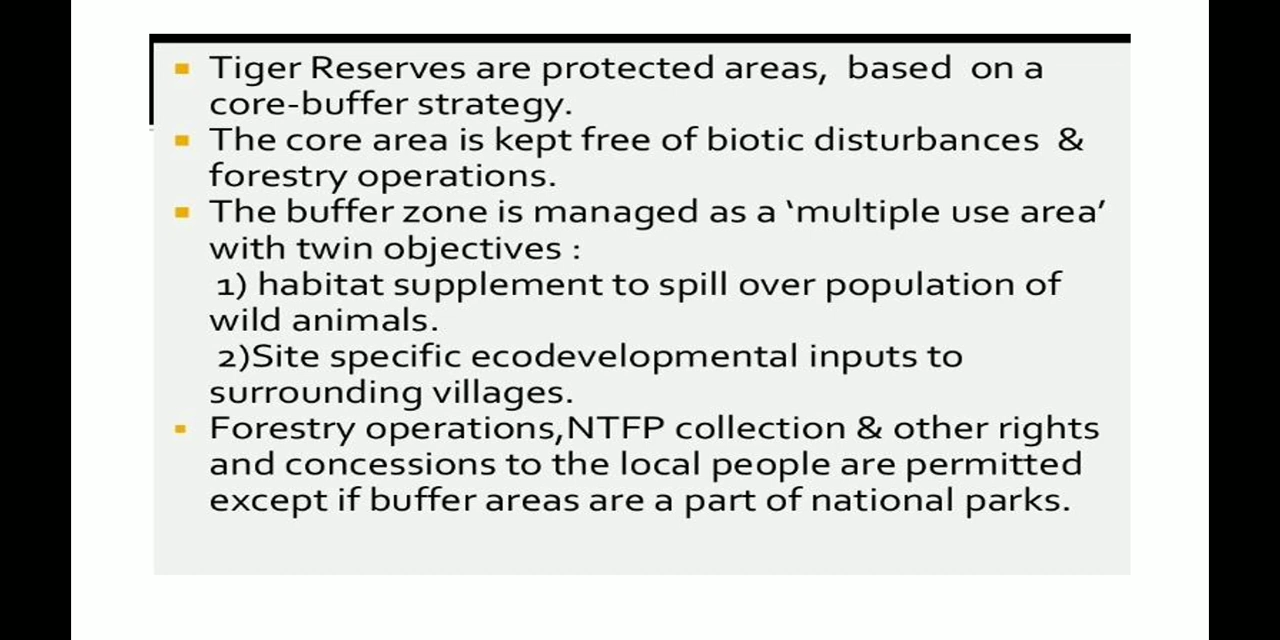 Tiger Reserves are protected areas, based on a
core-buffer strategy.
The core area is kept free of biotic disturbances &
forestry operations.
The buffer zone is managed as a ‘multiple use area’
with twin objectives :
1) habitat supplement to spill over population of
wild animals.
2)Site specific ecodevelopmental inputs to
surrounding villages.
Forestry operations,NTFP collection & other rights
and concessions to the local people are permitted
except if buffer areas are a part of national parks.